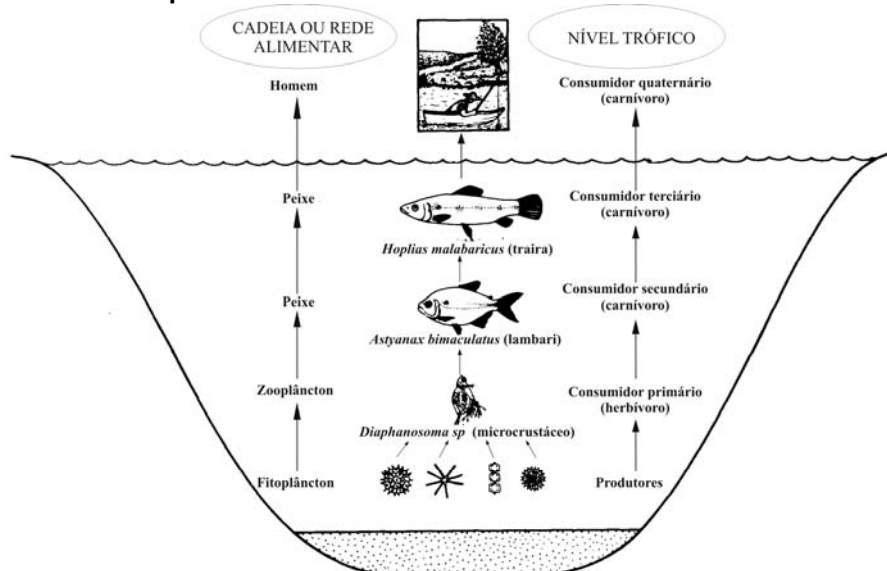 CADEIA OU REDE
ALIMENTAR
NÍVEL TRÓFICO
Homem
Consumidor quaternário
(carnívoro)
Peixe
Consumidor terciário
(carnívoro)
Hoplias malabaricus (traira)
Peixe
Consumidor secundário
(carnívoro)
Astyanax bimaculatus (lambari)
Zooplâncton
Consumidor primário
(herbívoro)
Diaphanosoma sp (microcrustáceo)
Fitoplâncton
Produtores